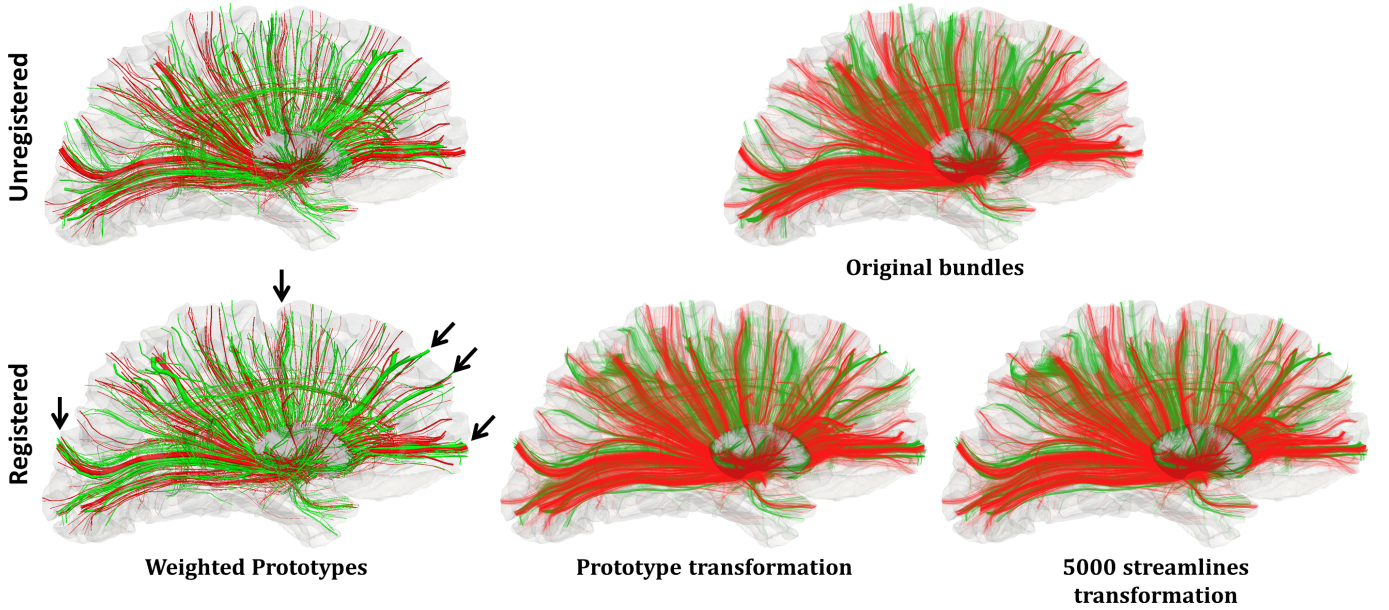 Unregistered
Original bundles
Registered
Weighted Prototypes
Prototype transformation
5000 streamlines
transformation